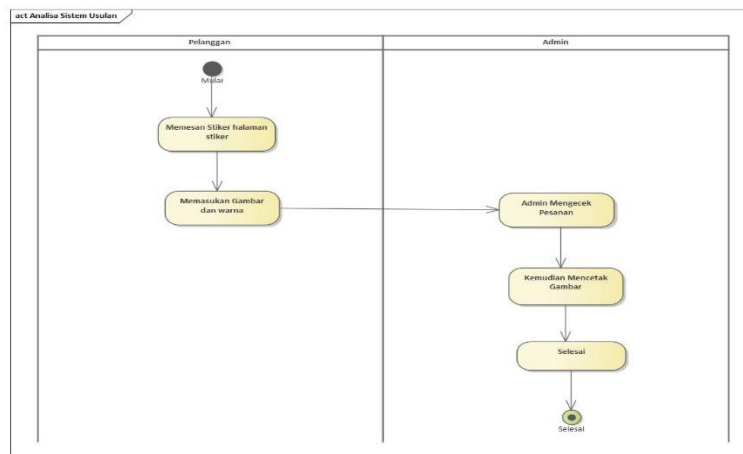 act Analisa Sistem Usulan
Pelanggan
Admin
Mulai
Memesan Stiker halaman
stiker
Memasukan Gambar
dan warna
Admin Mengecek
Pesanan
Kemudian Mencetak
Gambar
Selesai
Selesai